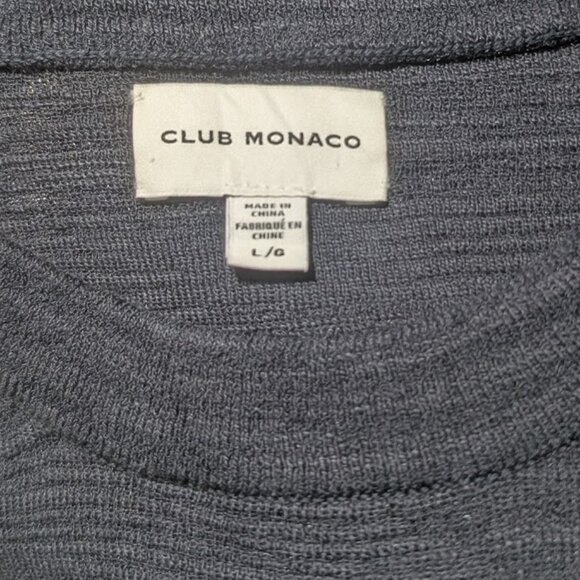 CLUB MONACO
MADE IN
CHINA
FABRIQUÉ EN
CHINE
L/G